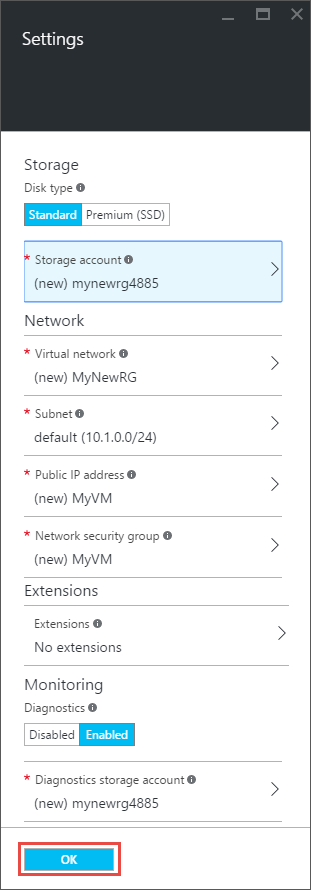 Settings
Storage
Disk type
Standard Premium (SSD)
* Storage account
(new) mynewrg4885
Network
* Virtual network
(new) MyNewRG
* Subnet
default (10.1.0.0/24)
* Public IP address
(new) MyVM
* Network security group
(new) MyVM
Extensions
Extensions
No extensions
Monitoring
Diagnostics
Disabled Enabled
* Diagnostics storage account
(new) mynewrg4885
OK